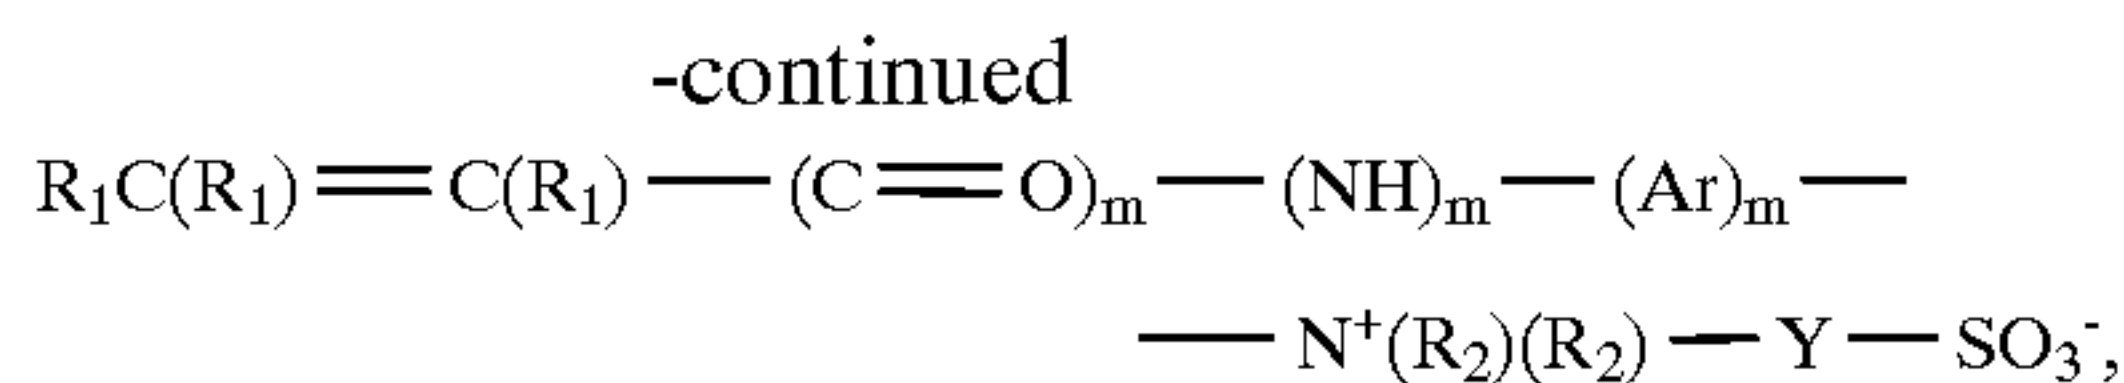 -continued
R₁C(R₁)═C(R₁)—(C═O)ₘ—(NH)ₘ—(Ar)ₘ—
—N⁺(R₂)(R₂)—Y—SO₃⁻,